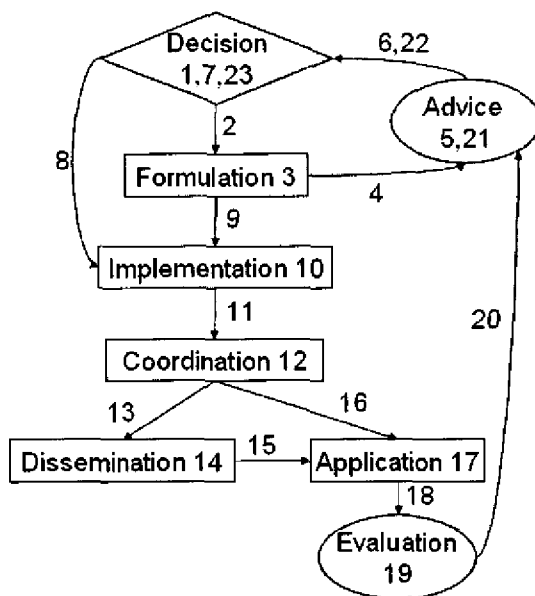 Decision
1,7,23
6,22
Advice
5,21
2
8
Formulation 3
4
9
Implementation 10
11
20
Coordination 12
13
16
Dissemination 14
15
Application 17
18
Evaluation
19